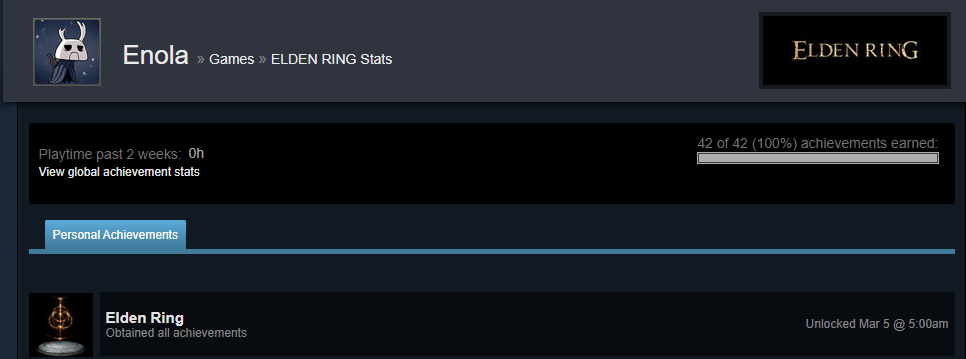 Enola » Games » ELDEN RING Stats
ELDEN RING
Playtime past 2 weeks: 0h
View global achievement stats
42 of 42 (100%) achievements earned:
Personal Achievements
Elden Ring
Obtained all achievements
Unlocked Mar 5 @ 5:00am